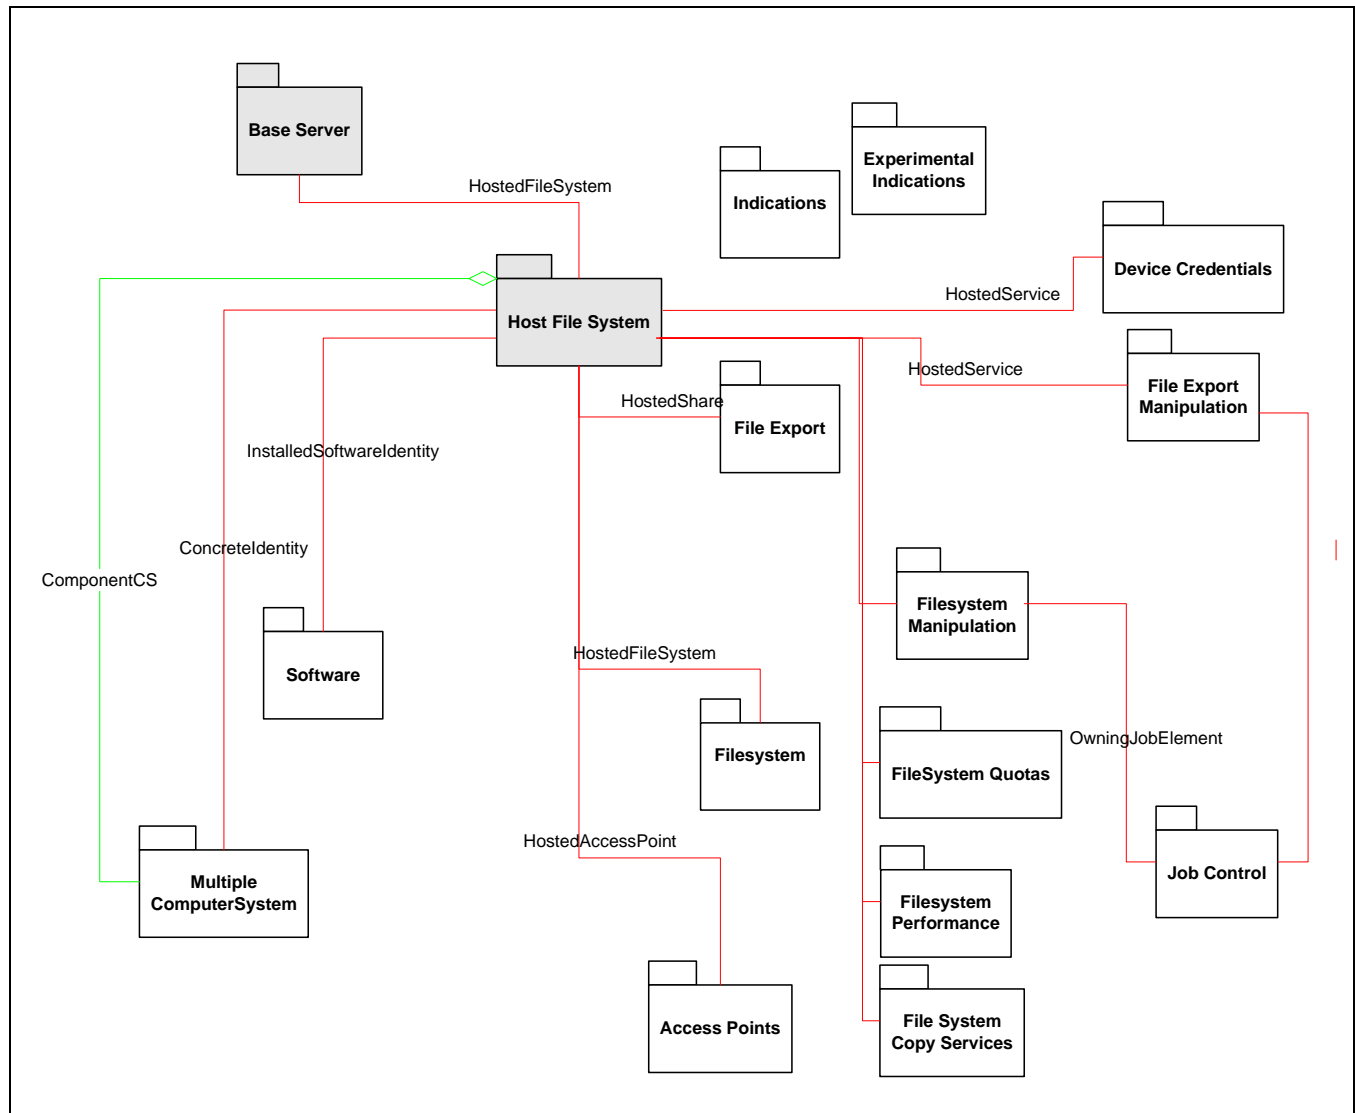 Base Server
Experimental
Indications
Indications
HostedFileSystem
Device Credentials
HostedService
Host File System
HostedService
File Export
Manipulation
HostedShare
File Export
InstalledSoftwareIdentity
ConcreteIdentity
ComponentCS
Filesystem
Manipulation
Software
HostedFileSystem
OwningJobElement
Filesystem
FileSystem Quotas
HostedAccessPoint
Job Control
Multiple
ComputerSystem
Filesystem
Performance
Access Points
File System
Copy Services